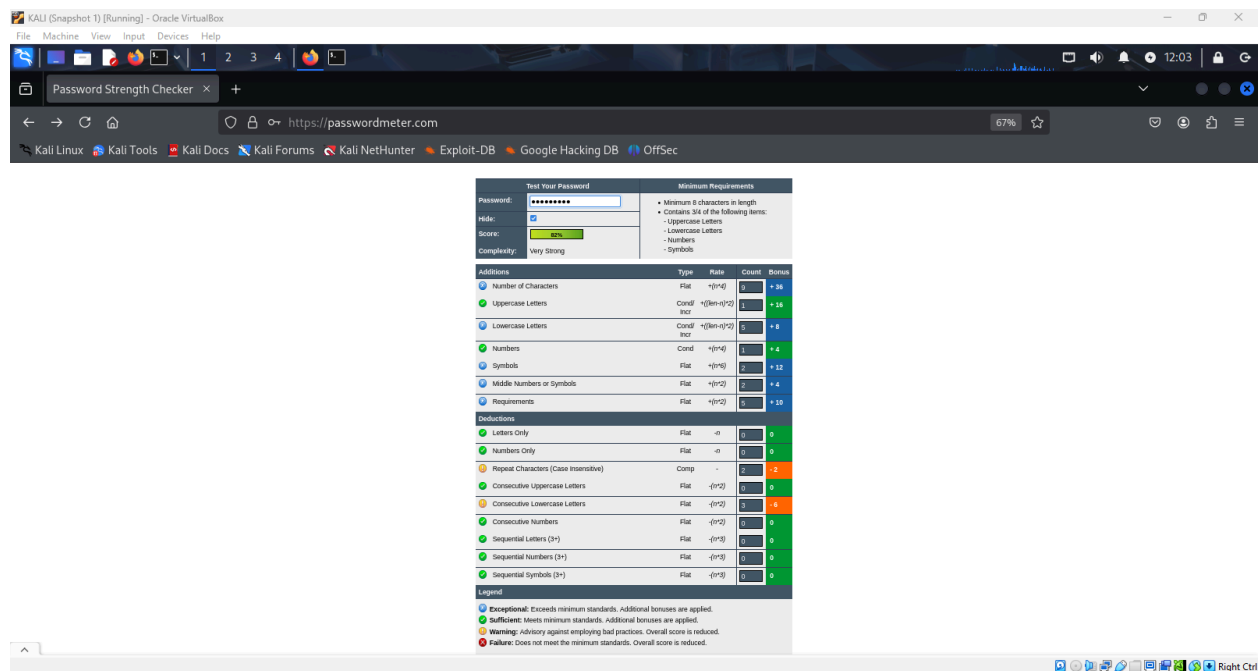 KALI (Snapshot 1) [Running] - Oracle VirtualBox
File Machine View Input Devices Help
1 2 3 4 12:03
Password Strength Checker
https://passwordmeter.com 67%
Kali Linux Kali Tools Kali Docs Kali Forums Kali NetHunter Exploit-DB Google Hacking DB OffSec
Test Your Password Minimum Requirements
Password: •••••••••
Hide:
Score: 82%
Complexity: Very Strong
• Minimum 8 characters in length
• Contains 3/4 of the following items:
- Uppercase Letters
- Lowercase Letters
- Numbers
- Symbols
Additions Type Rate Count Bonus
Number of Characters Flat +(n*4) 9 + 36
Uppercase Letters Cond/Incr +((len-n)*2) 1 + 16
Lowercase Letters Cond/Incr +((len-n)*2) 5 + 8
Numbers Cond +(n*4) 1 + 4
Symbols Flat +(n*6) 2 + 12
Middle Numbers or Symbols Flat +(n*2) 2 + 4
Requirements Flat +(n*2) 5 + 10
Deductions
Letters Only Flat -n 0 0
Numbers Only Flat -n 0 0
Repeat Characters (Case Insensitive) Comp - 2 - 2
Consecutive Uppercase Letters Flat -(n*2) 0 0
Consecutive Lowercase Letters Flat -(n*2) 3 - 6
Consecutive Numbers Flat -(n*2) 0 0
Sequential Letters (3+) Flat -(n*3) 0 0
Sequential Numbers (3+) Flat -(n*3) 0 0
Sequential Symbols (3+) Flat -(n*3) 0 0
Legend
Exceptional: Exceeds minimum standards. Additional bonuses are applied.
Sufficient: Meets minimum standards. Additional bonuses are applied.
Warning: Advisory against employing bad practices. Overall score is reduced.
Failure: Does not meet the minimum standards. Overall score is reduced.
Right Ctrl